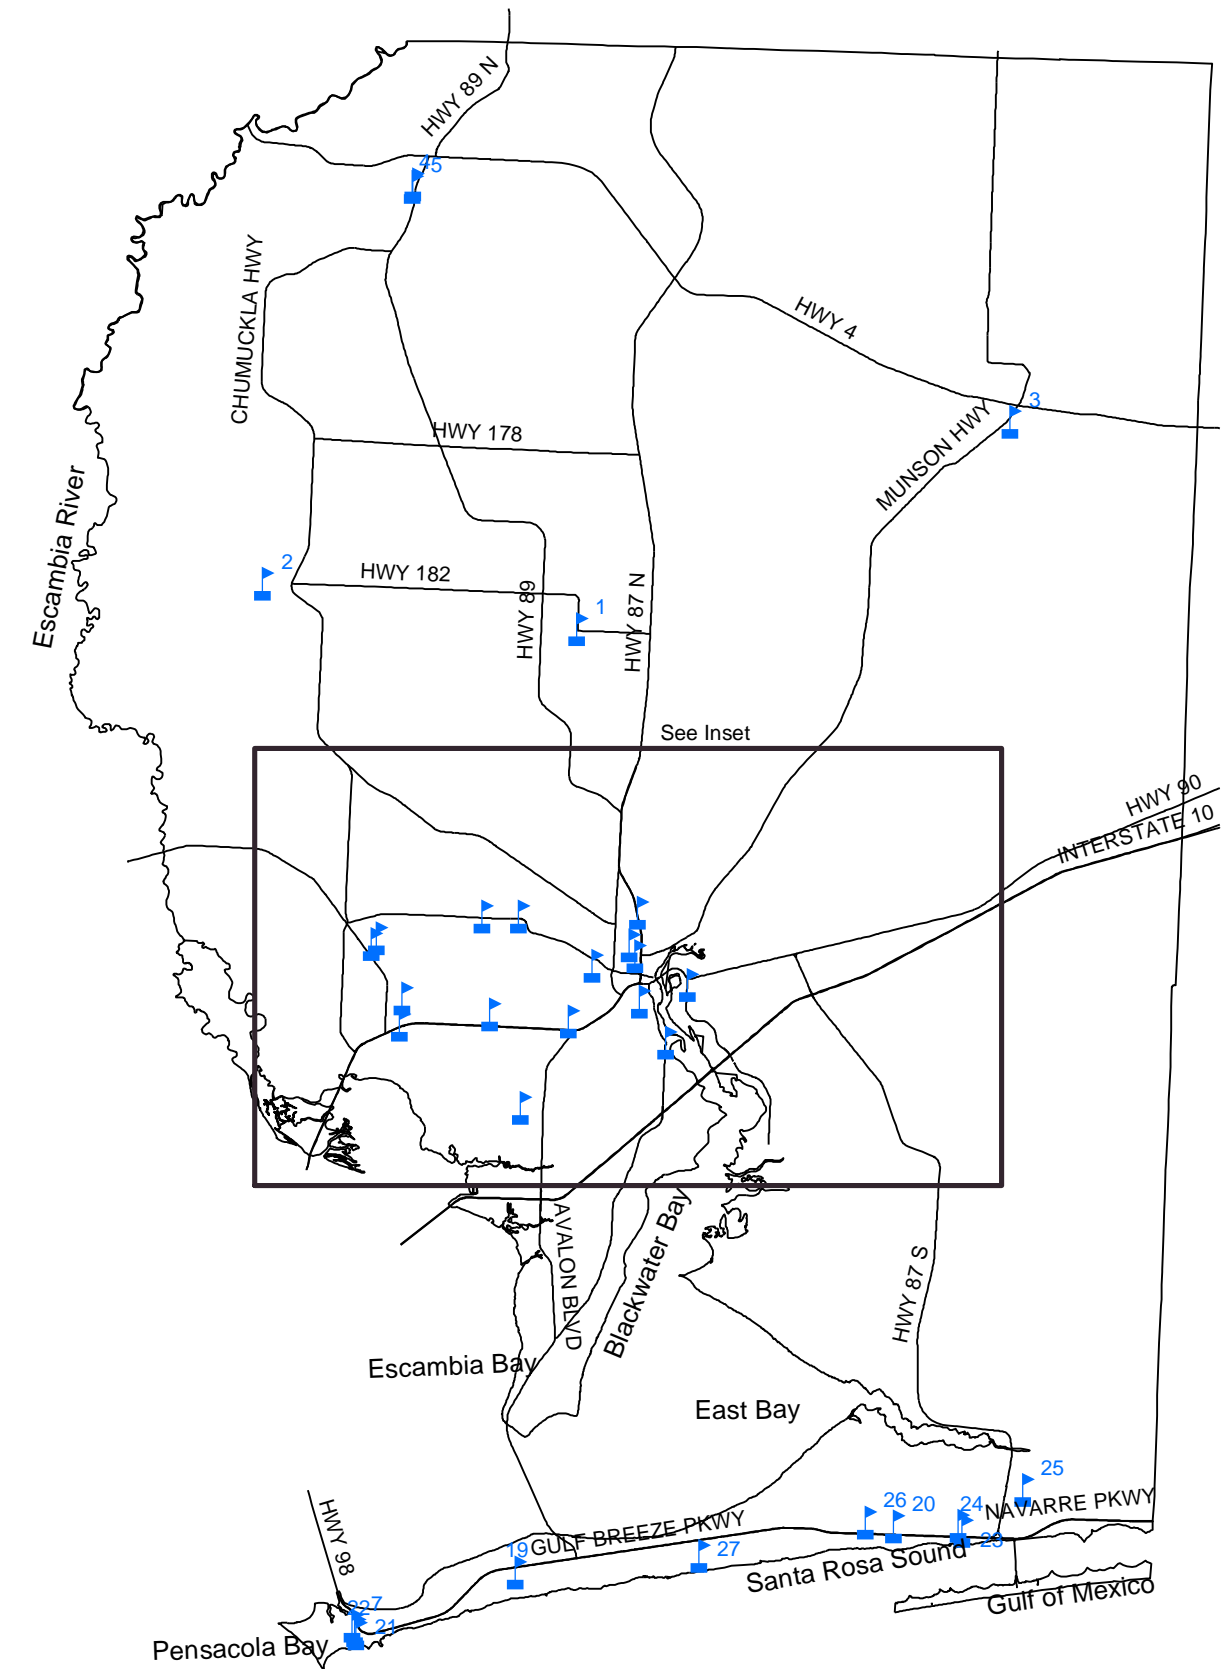 HWY 89 N
45
CHUMUCKLA HWY
HWY 4
3
MUNSON HWY
HWY 178
Escambia River
2
HWY 182
HWY 89
1
HWY 87 N
See Inset
HWY 90
INTERSTATE 10
AVALON BLVD
Blackwater Bay
HWY 87 S
Escambia Bay
East Bay
25
26
20
24
NAVARRE PKWY
HWY 98
GULF BREEZE PKWY
19
27
23
Santa Rosa Sound
Gulf of Mexico
21
Pensacola Bay